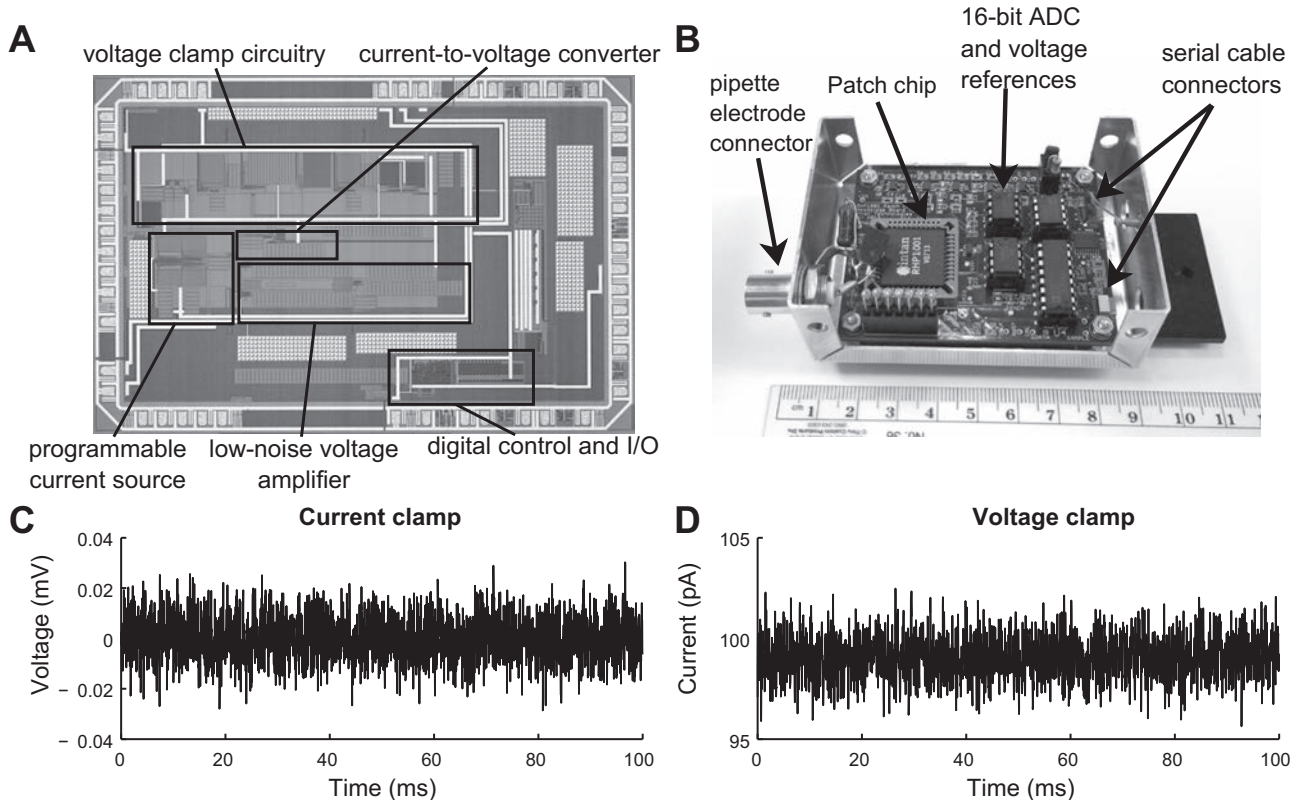 A
voltage clamp circuitry
current-to-voltage converter
programmable
current source
low-noise voltage
amplifier
digital control and I/O
B
pipette
electrode
connector
Patch chip
16-bit ADC
and voltage
references
serial cable
connectors
intan
RHP1001
1 2 3 4 5 6 7 8 9 10 11
C
Current clamp
Voltage (mV)
0.04
0.02
0
− 0.02
− 0.04
0 20 40 60 80 100
Time (ms)
D
Voltage clamp
Current (pA)
105
100
95
0 20 40 60 80 100
Time (ms)